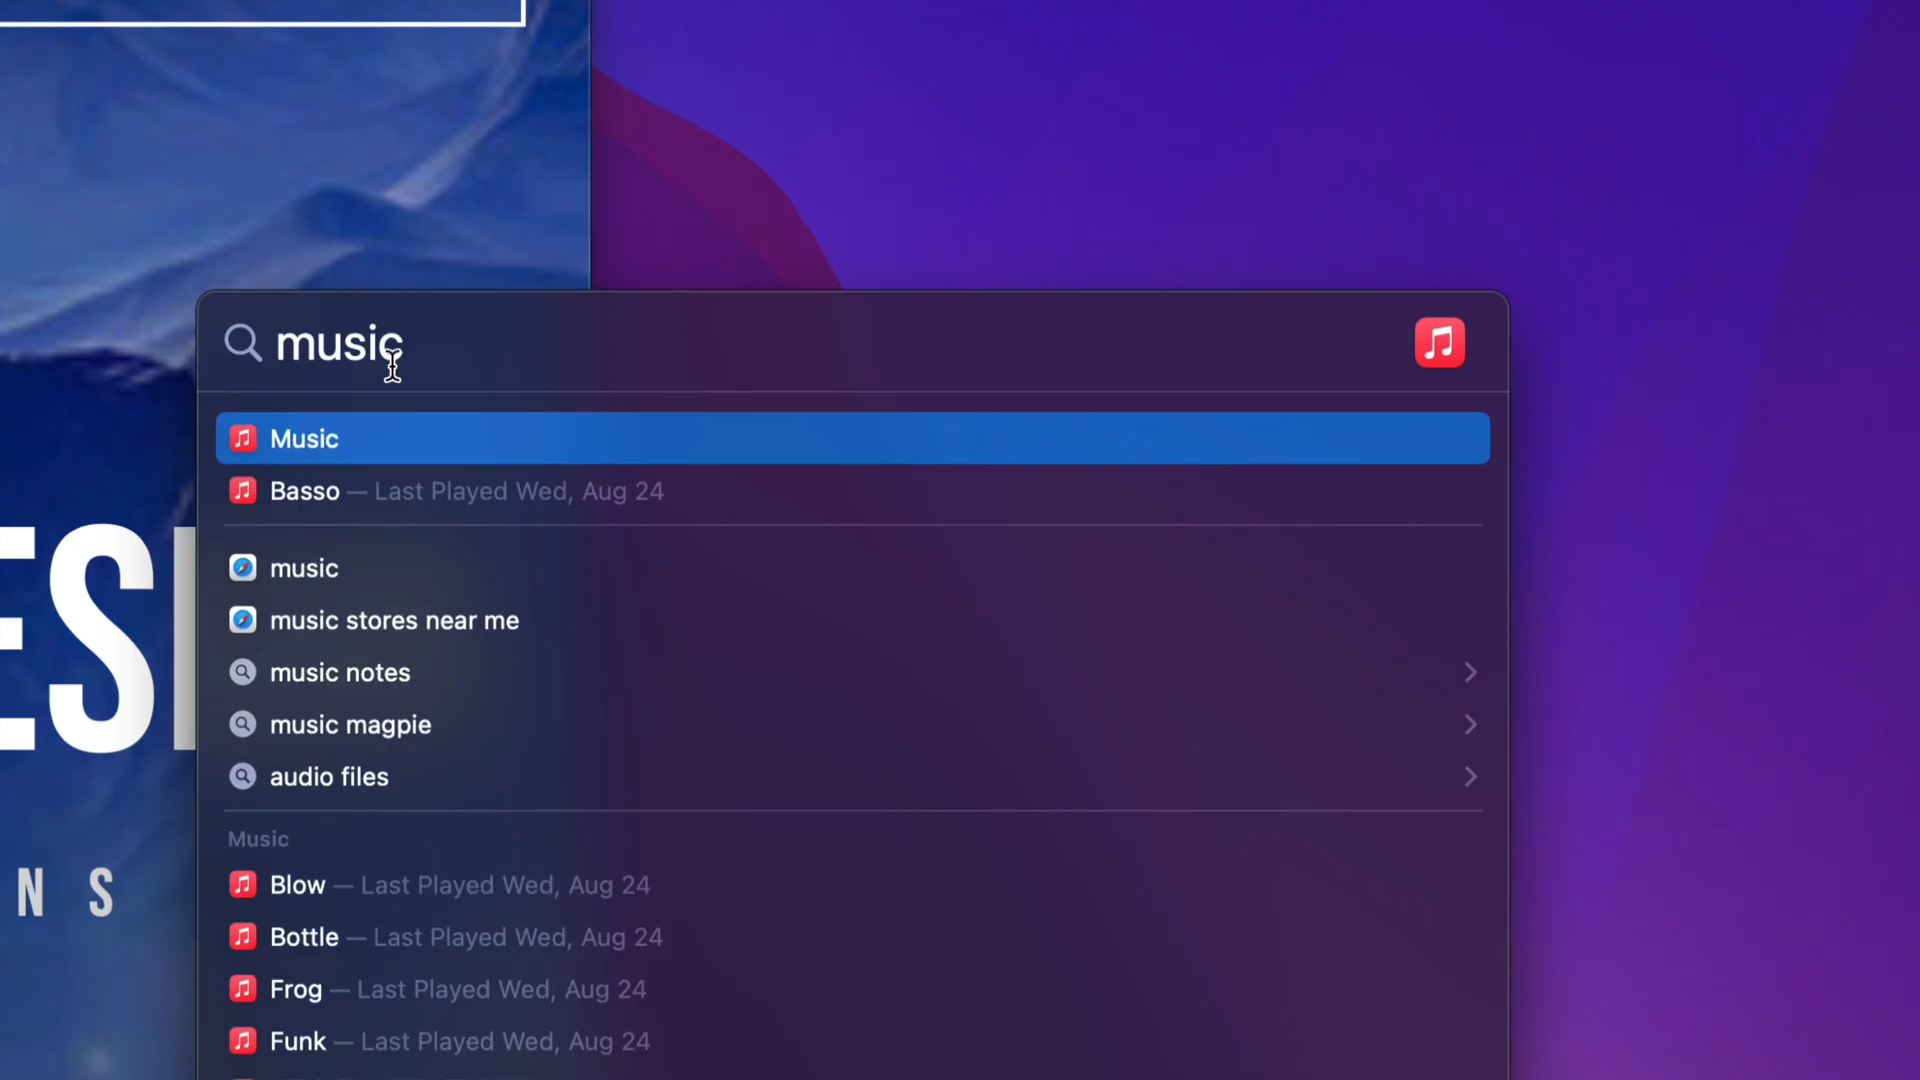 music
Music
Basso — Last Played Wed, Aug 24
music
music stores near me
music notes
music magpie
audio files
Music
Blow — Last Played Wed, Aug 24
Bottle — Last Played Wed, Aug 24
Frog — Last Played Wed, Aug 24
Funk — Last Played Wed, Aug 24
ES
N S